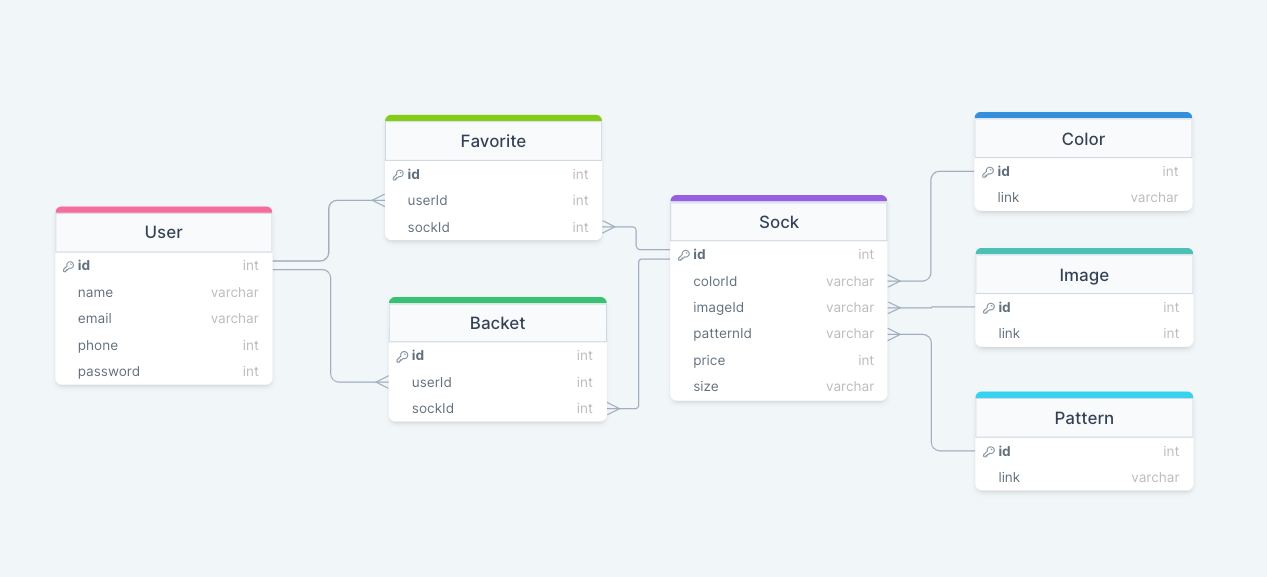 User
id int
name varchar
email varchar
phone int
password int
Favorite
id int
userId int
sockId int
Backet
id int
userId int
sockId int
Sock
id int
colorId varchar
imageId varchar
patternId varchar
price int
size varchar
Color
id int
link varchar
Image
id int
link int
Pattern
id int
link varchar